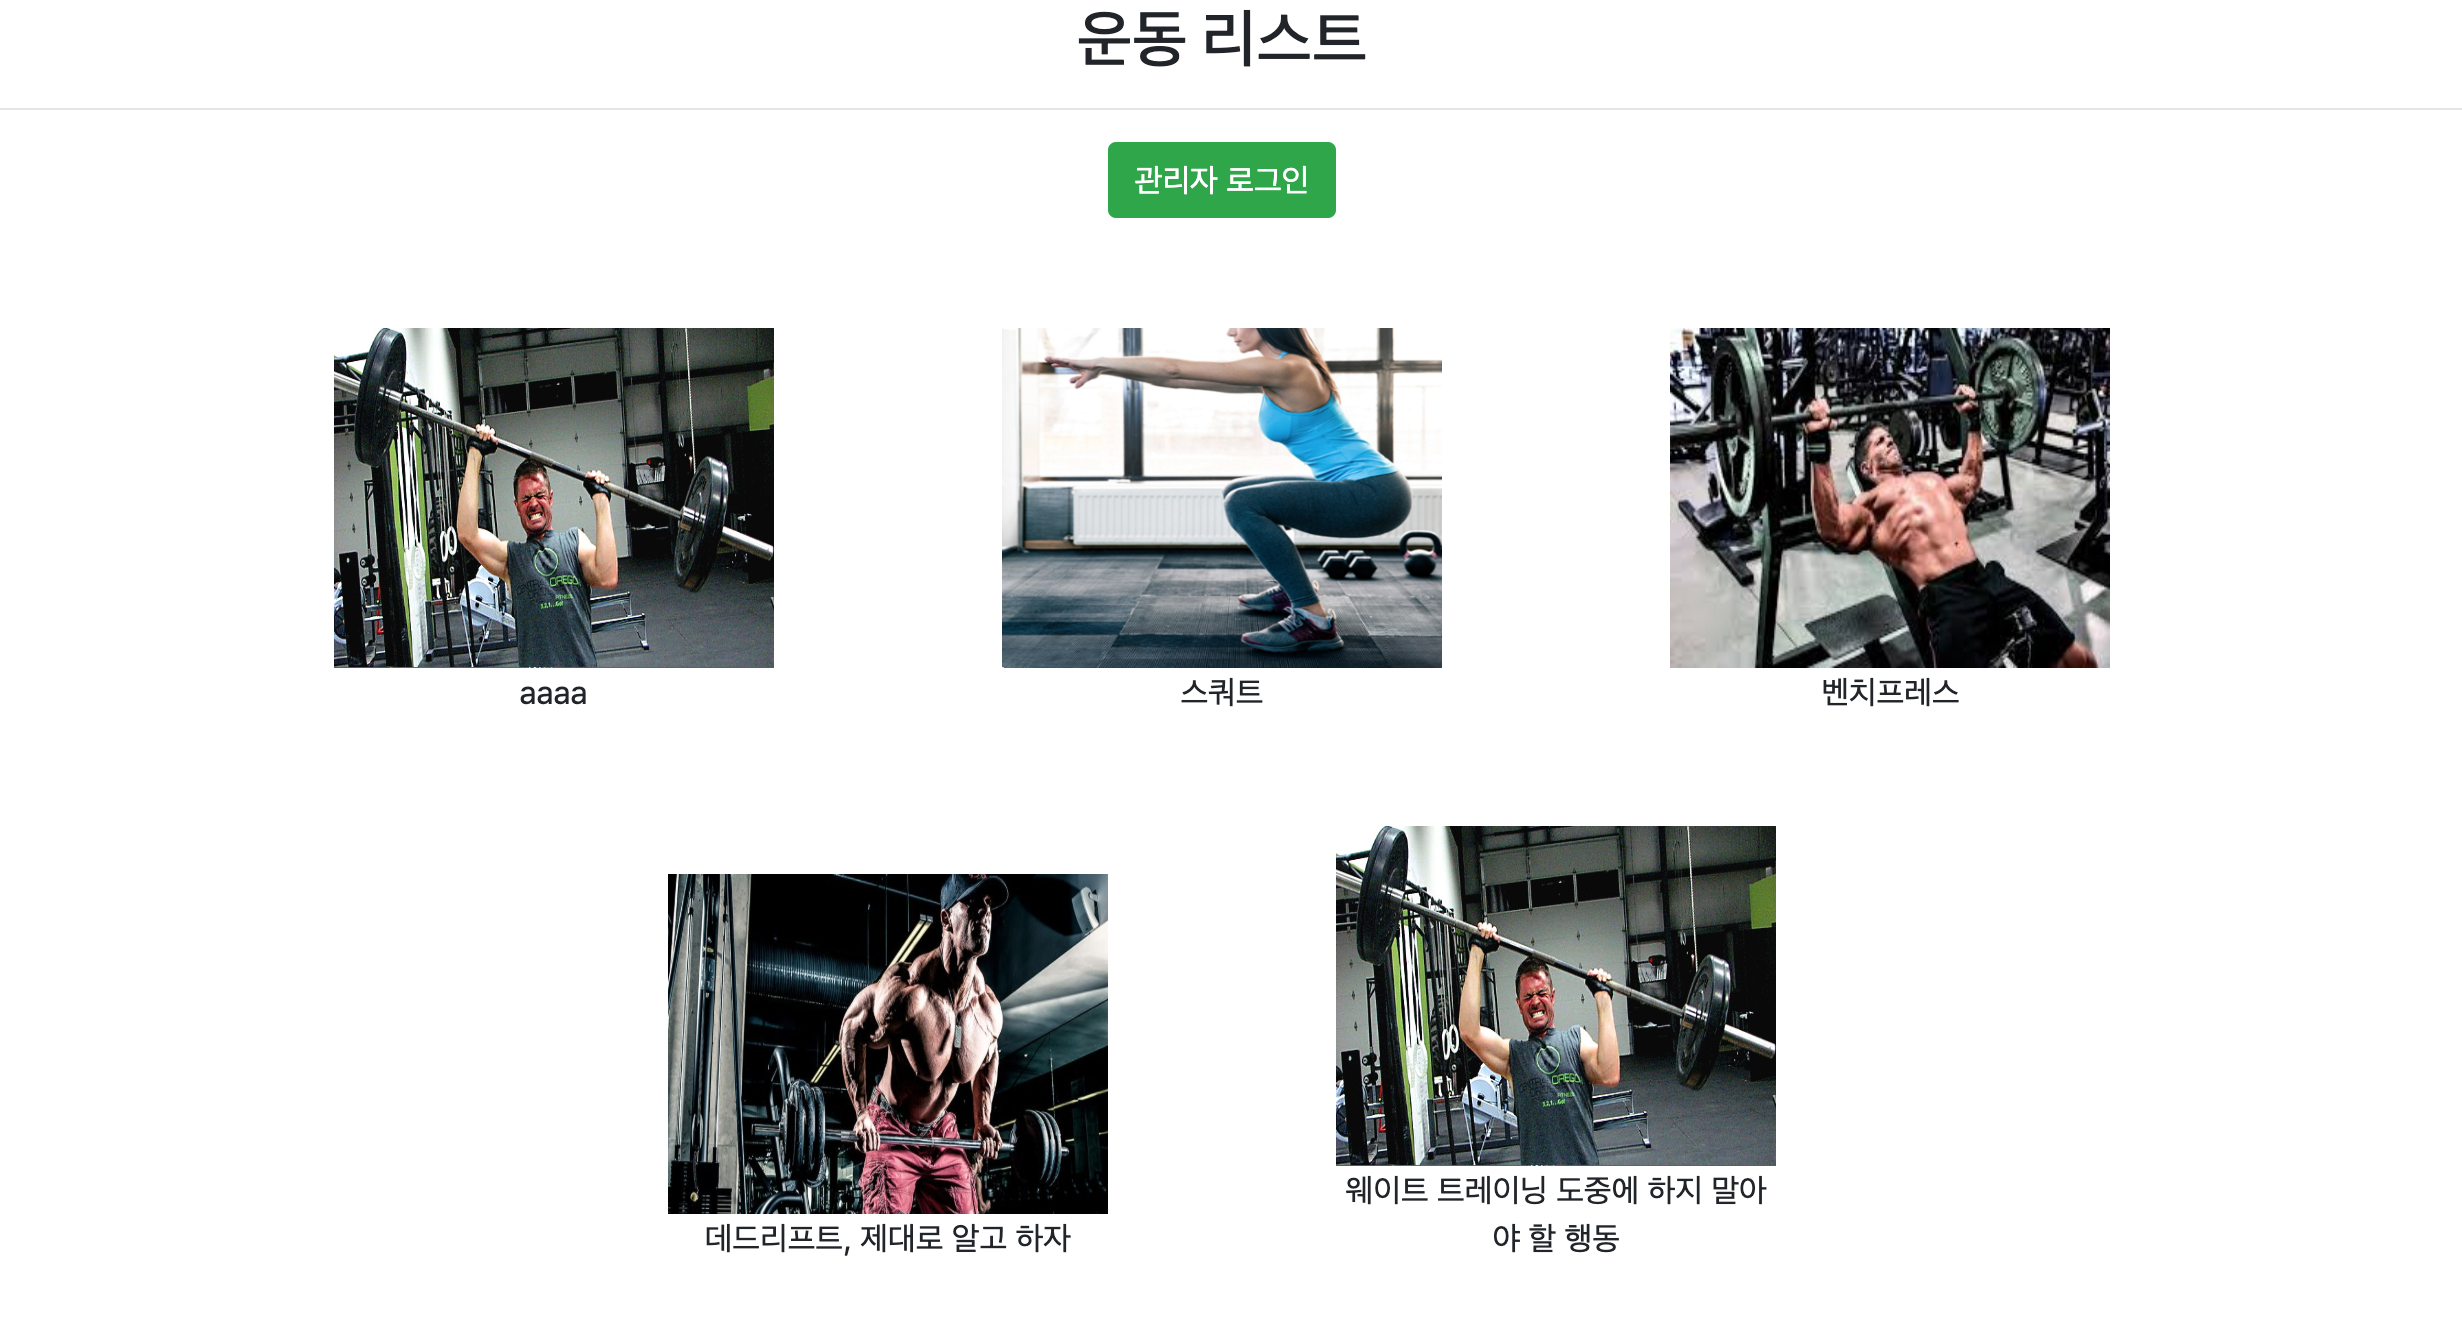 운동 리스트
관리자 로그인
aaaa
스쿼트
벤치프레스
데드리프트, 제대로 알고 하자
웨이트 트레이닝 도중에 하지 말아
야 할 행동